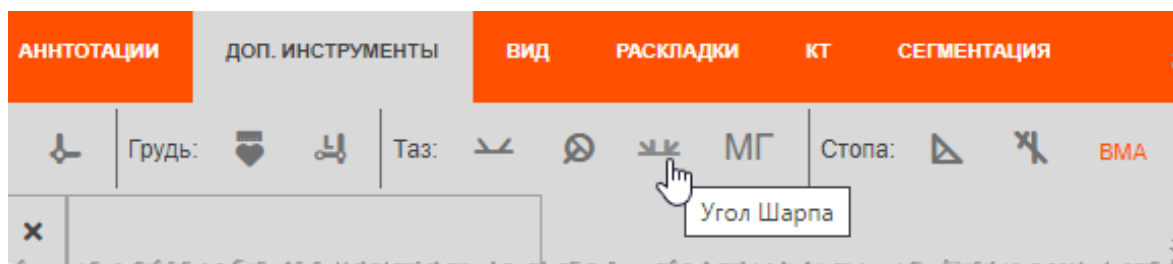 АННТОТАЦИИ ДОП. ИНСТРУМЕНТЫ ВИД РАСКЛАДКИ КТ СЕГМЕНТАЦИЯ
Грудь: Таз: МГ Стопа: ВМА
Угол Шарпа